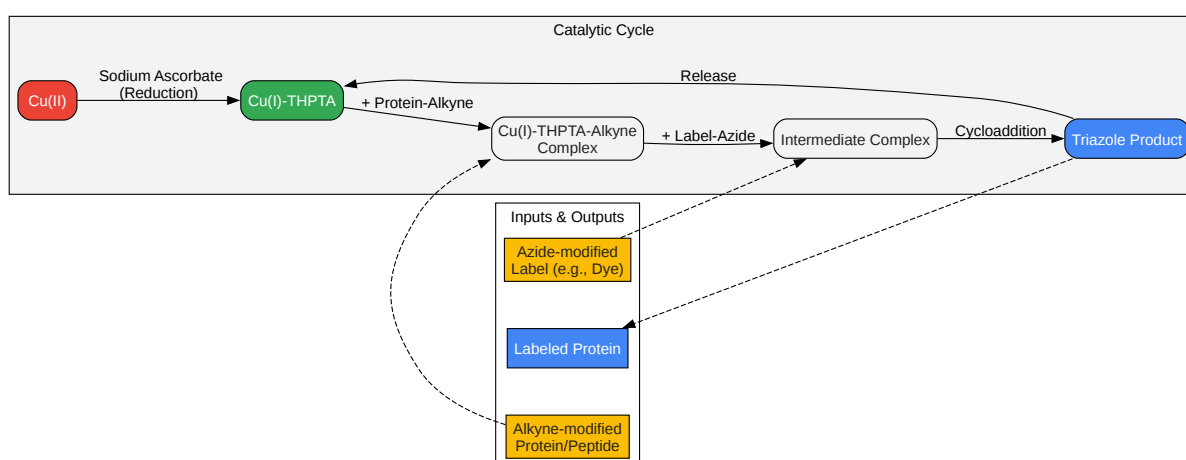 Catalytic Cycle
Cu(II)
Sodium Ascorbate
(Reduction)
Cu(I)-THPTA
+ Protein-Alkyne
Release
Cu(I)-THPTA-Alkyne
Complex
+ Label-Azide
Intermediate Complex
Cycloaddition
Triazole Product
Inputs & Outputs
Azide-modified
Label (e.g., Dye)
Labeled Protein
Alkyne-modified
Protein/Peptide